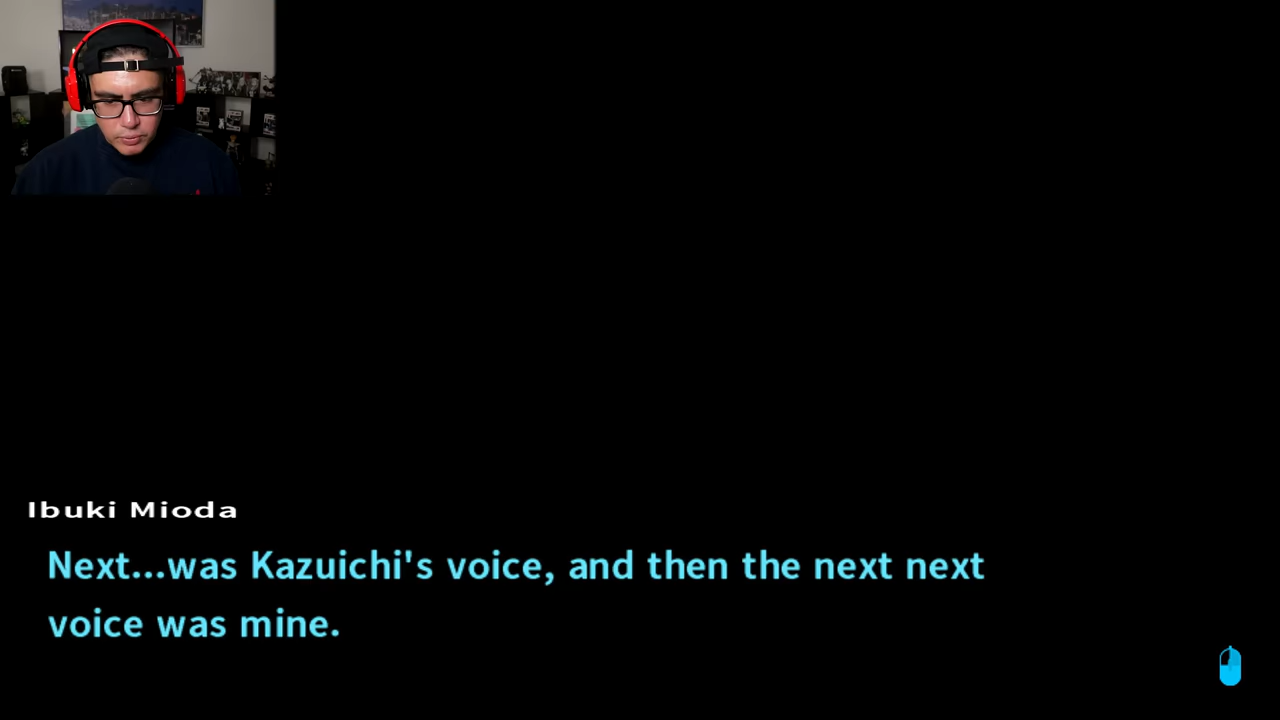 Ibuki Mioda
Next...was Kazuichi's voice, and then the next next
voice was mine.